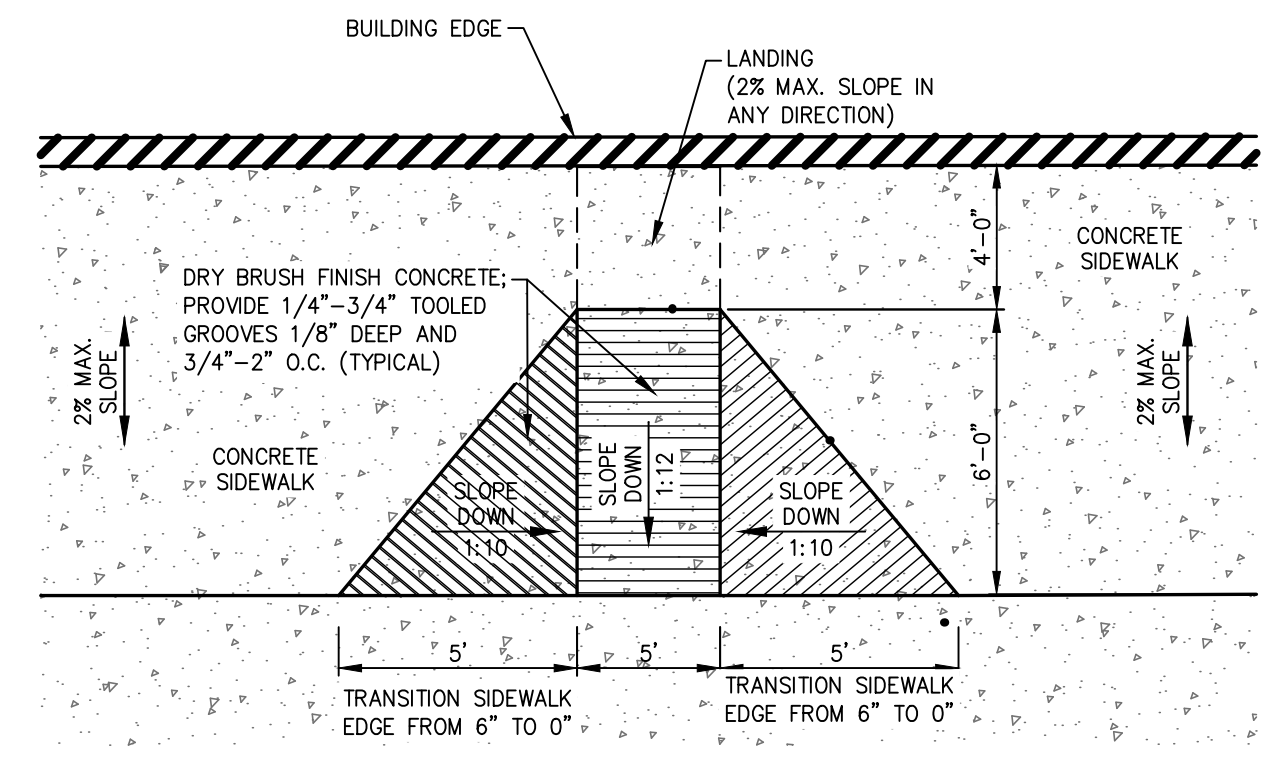 BUILDING EDGE
LANDING
(2% MAX. SLOPE IN
ANY DIRECTION)
4'-0"
CONCRETE
SIDEWALK
DRY BRUSH FINISH CONCRETE;
PROVIDE 1/4"-3/4" TOOLED
GROOVES 1/8" DEEP AND
3/4"-2" O.C. (TYPICAL)
2% MAX.
SLOPE
2% MAX.
SLOPE
6'-0"
CONCRETE
SIDEWALK
SLOPE
DOWN
1:10
SLOPE
DOWN
1:12
SLOPE
DOWN
1:10
5'
5'
5'
TRANSITION SIDEWALK
EDGE FROM 6" TO 0"
TRANSITION SIDEWALK
EDGE FROM 6" TO 0"